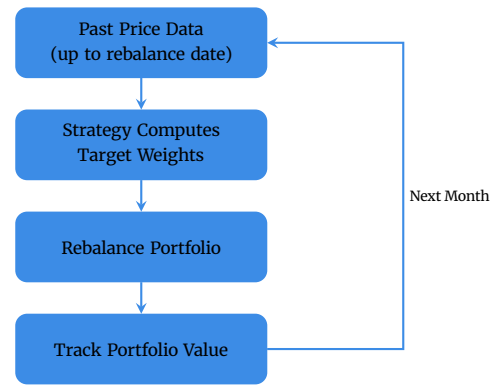 Past Price Data
(up to rebalance date)
Strategy Computes
Target Weights
Next Month
Rebalance Portfolio
Track Portfolio Value